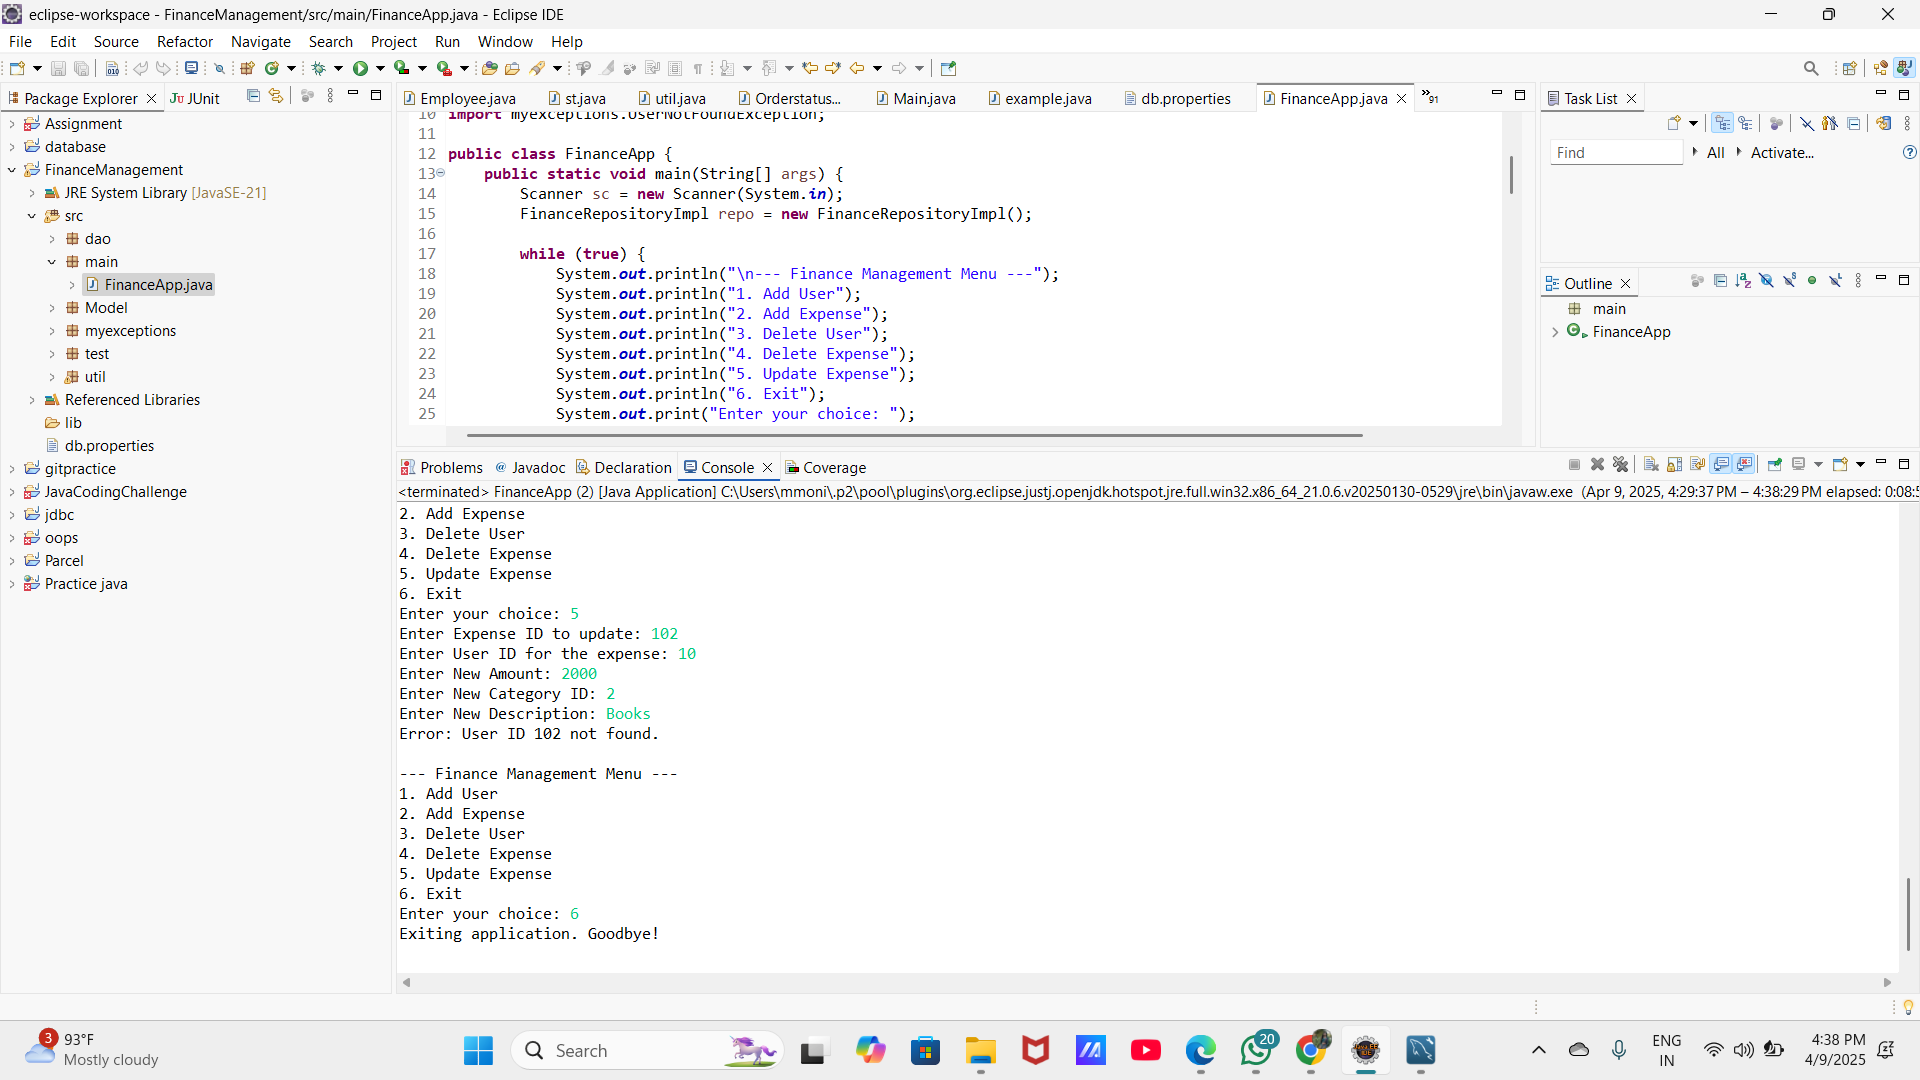 eclipse-workspace - FinanceManagement/src/main/FinanceApp.java - Eclipse IDE
File Edit Source Refactor Navigate Search Project Run Window Help
Package Explorer JUnit
Assignment
database
FinanceManagement
JRE System Library [JavaSE-21]
src
dao
main
FinanceApp.java
Model
myexceptions
test
util
Referenced Libraries
lib
db.properties
gitpractice
JavaCodingChallenge
jdbc
oops
Parcel
Practice java
Employee.java st.java util.java Orderstatus... Main.java example.java db.properties FinanceApp.java »91
10 import myexceptions.UserNotFoundException;
11
12 public class FinanceApp {
13 public static void main(String[] args) {
14 Scanner sc = new Scanner(System.in);
15 FinanceRepositoryImpl repo = new FinanceRepositoryImpl();
16
17 while (true) {
18 System.out.println("\n--- Finance Management Menu ---");
19 System.out.println("1. Add User");
20 System.out.println("2. Add Expense");
21 System.out.println("3. Delete User");
22 System.out.println("4. Delete Expense");
23 System.out.println("5. Update Expense");
24 System.out.println("6. Exit");
25 System.out.print("Enter your choice: ");
Task List
Find All Activate...
Outline
main
FinanceApp
Problems Javadoc Declaration Console Coverage
<terminated> FinanceApp (2) [Java Application] C:\Users\mmoni\.p2\pool\plugins\org.eclipse.justj.openjdk.hotspot.jre.full.win32.x86_64_21.0.6.v20250130-0529\jre\bin\javaw.exe (Apr 9, 2025, 4:29:37 PM – 4:38:29 PM elapsed: 0:08:5
2. Add Expense
3. Delete User
4. Delete Expense
5. Update Expense
6. Exit
Enter your choice: 5
Enter Expense ID to update: 102
Enter User ID for the expense: 10
Enter New Amount: 2000
Enter New Category ID: 2
Enter New Description: Books
Error: User ID 102 not found.
--- Finance Management Menu ---
1. Add User
2. Add Expense
3. Delete User
4. Delete Expense
5. Update Expense
6. Exit
Enter your choice: 6
Exiting application. Goodbye!
3
93°F
Mostly cloudy
Search
20
ENG
IN
4:38 PM
4/9/2025